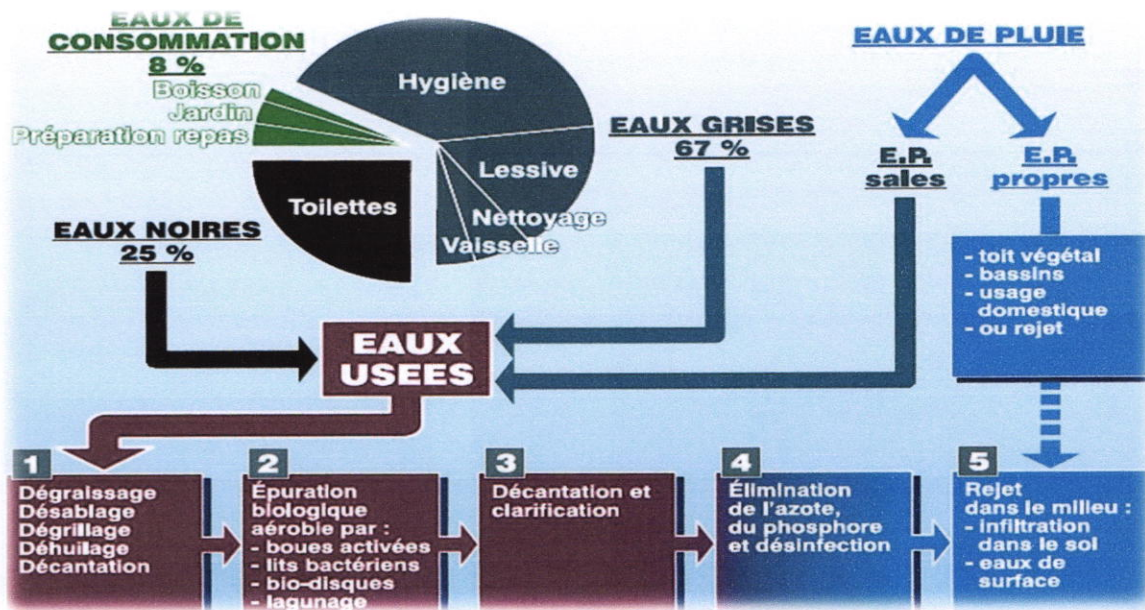 EAUX DE
CONSOMMATION
8 %
Boisson
Jardin
Préparation repas
Hygiène
Lessive
Nettoyage
Vaisselle
Toilettes
EAUX NOIRES
25 %
EAUX GRISES
67 %
EAUX DE PLUIE
E.P.
sales
E.P.
propres
- toit végétal
- bassins
- usage
domestique
- ou rejet
EAUX
USEES
1
Dégraissage
Désablage
Dégrillage
Déhuilage
Décantation
2
Épuration
biologique
aérobie par :
- boues activées
- lits bactériens
- bio-disques
- lagunage
3
Décantation et
clarification
4
Élimination
de l'azote,
du phosphore
et désinfection
5
Rejet
dans le milieu :
- infiltration
dans le sol
- eaux de
surface